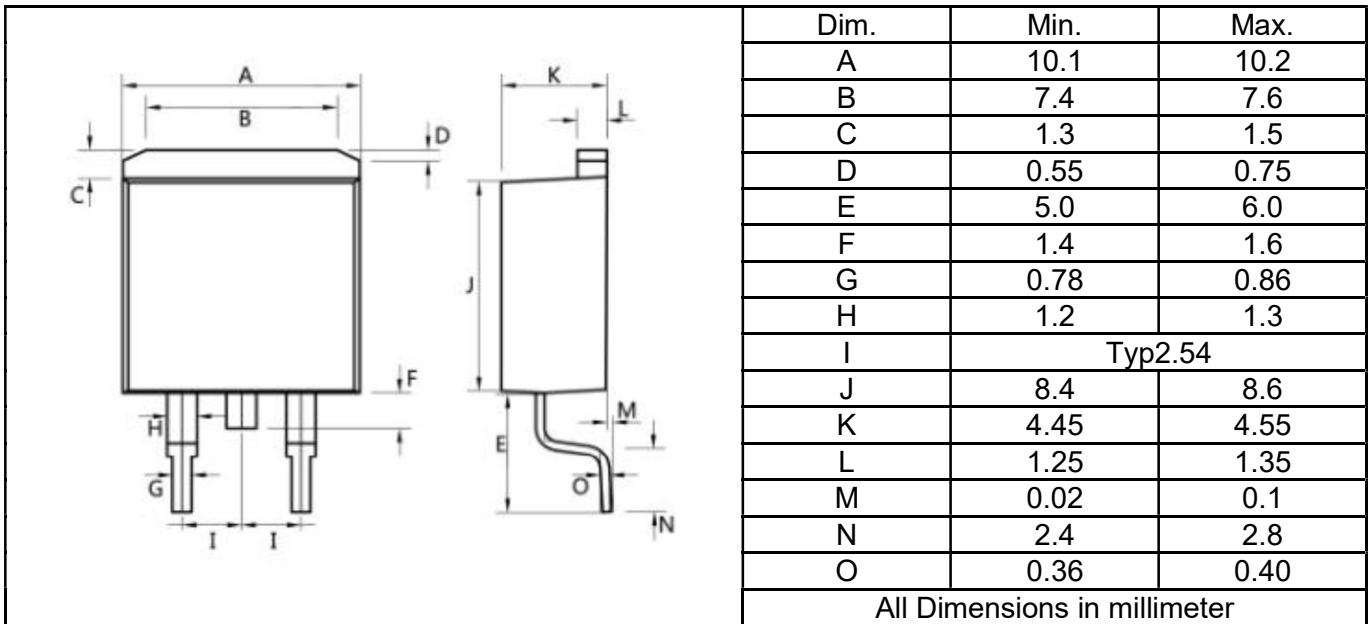 A
B
D
C
F
H
G
I I
K
L
J
M
E
O
N
Dim. Min. Max.
A 10.1 10.2
B 7.4 7.6
C 1.3 1.5
D 0.55 0.75
E 5.0 6.0
F 1.4 1.6
G 0.78 0.86
H 1.2 1.3
I Typ2.54
J 8.4 8.6
K 4.45 4.55
L 1.25 1.35
M 0.02 0.1
N 2.4 2.8
O 0.36 0.40
All Dimensions in millimeter